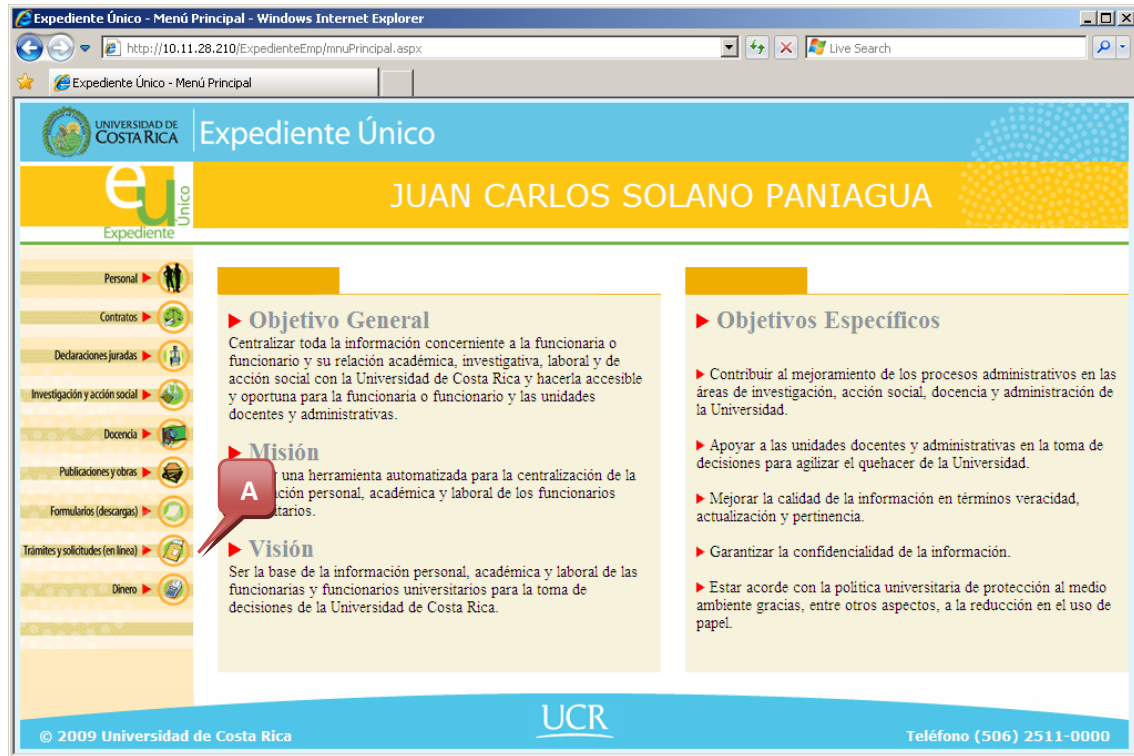 Expediente Único - Menú Principal - Windows Internet Explorer
http://10.11.28.210/ExpedienteEmp/mnuPrincipal.aspx
Live Search
Expediente Único - Menú Principal
UNIVERSIDAD DE
COSTA RICA
Expediente Único
eu
Único
Expediente
JUAN CARLOS SOLANO PANIAGUA
Personal
Contratos
Declaraciones juradas
Investigación y acción social
Docencia
Publicaciones y obras
Formularios (descargas)
Trámites y solicitudes (en línea)
Dinero
Objetivo General
Centralizar toda la información concerniente a la funcionaria o
funcionario y su relación académica, investigativa, laboral y de
acción social con la Universidad de Costa Rica y hacerla accesible
y oportuna para la funcionaria o funcionario y las unidades
docentes y administrativas.
Misión
una herramienta automatizada para la centralización de la
ación personal, académica y laboral de los funcionarios
itarios.
A
Visión
Ser la base de la información personal, académica y laboral de las
funcionarias y funcionarios universitarios para la toma de
decisiones de la Universidad de Costa Rica.
Objetivos Específicos
Contribuir al mejoramiento de los procesos administrativos en las
áreas de investigación, acción social, docencia y administración de
la Universidad.
Apoyar a las unidades docentes y administrativas en la toma de
decisiones para agilizar el quehacer de la Universidad.
Mejorar la calidad de la información en términos veracidad,
actualización y pertinencia.
Garantizar la confidencialidad de la información.
Estar acorde con la política universitaria de protección al medio
ambiente gracias, entre otros aspectos, a la reducción en el uso de
papel.
UCR
© 2009 Universidad de Costa Rica
Teléfono (506) 2511-0000